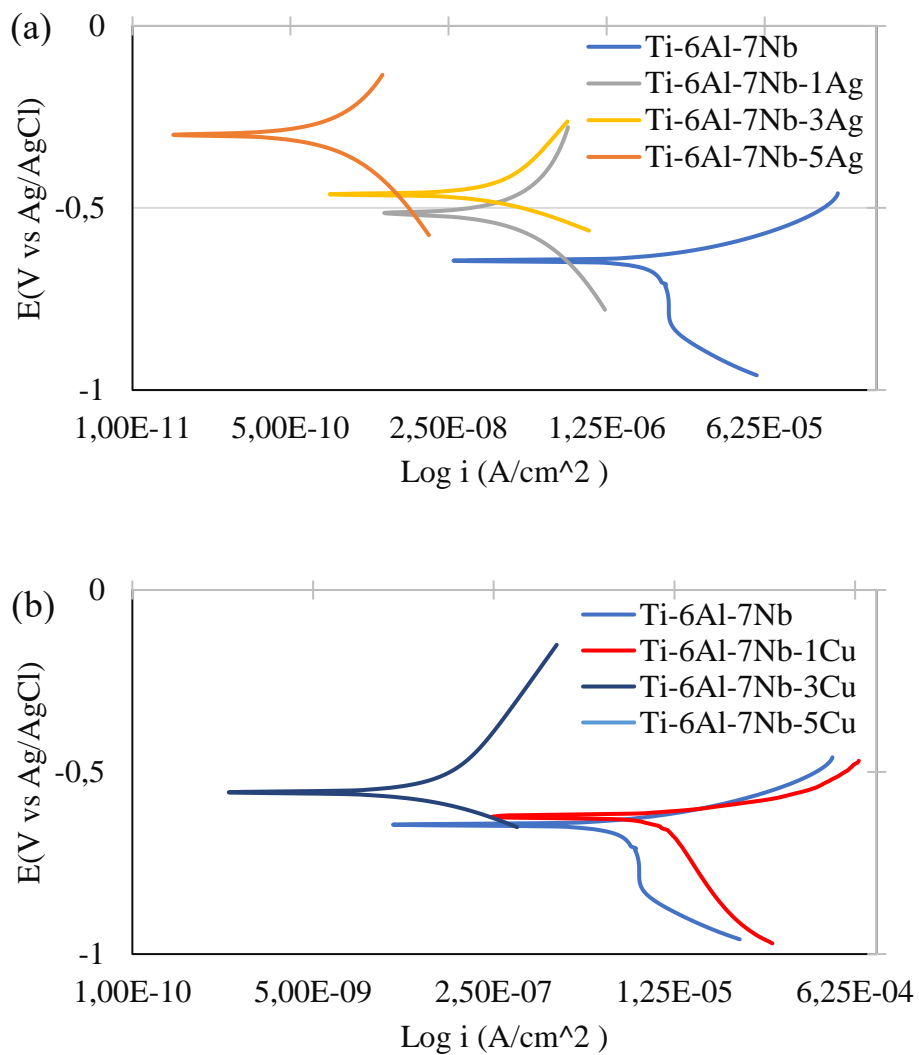 (a)
0
-0,5
-1
E(V vs Ag/AgCl)
Ti-6Al-7Nb
Ti-6Al-7Nb-1Ag
Ti-6Al-7Nb-3Ag
Ti-6Al-7Nb-5Ag
1,00E-11 5,00E-10 2,50E-08 1,25E-06 6,25E-05
Log i (A/cm^2 )
(b)
0
-0,5
-1
E(V vs Ag/AgCl)
Ti-6Al-7Nb
Ti-6Al-7Nb-1Cu
Ti-6Al-7Nb-3Cu
Ti-6Al-7Nb-5Cu
1,00E-10 5,00E-09 2,50E-07 1,25E-05 6,25E-04
Log i (A/cm^2 )